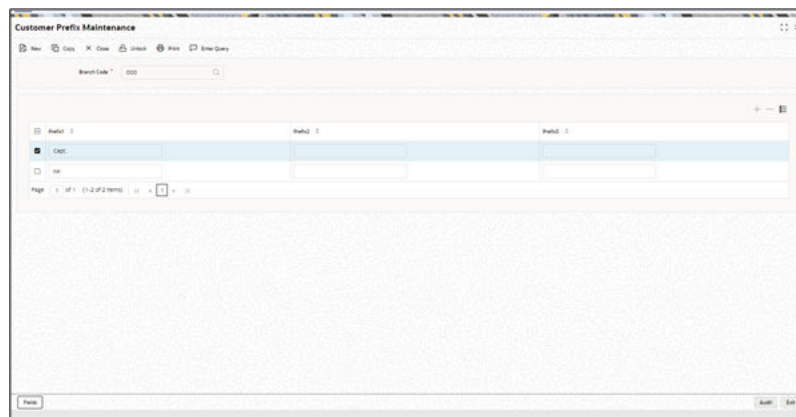 Customer Prefix Maintenance
New Copy Close Unlock Print Enter Query
Branch Code * 000
Prefix1 Prefix2 Prefix3
Capt.
Page 1 of 1 (1-2 of 2 items) 1
Fields Audit Exit